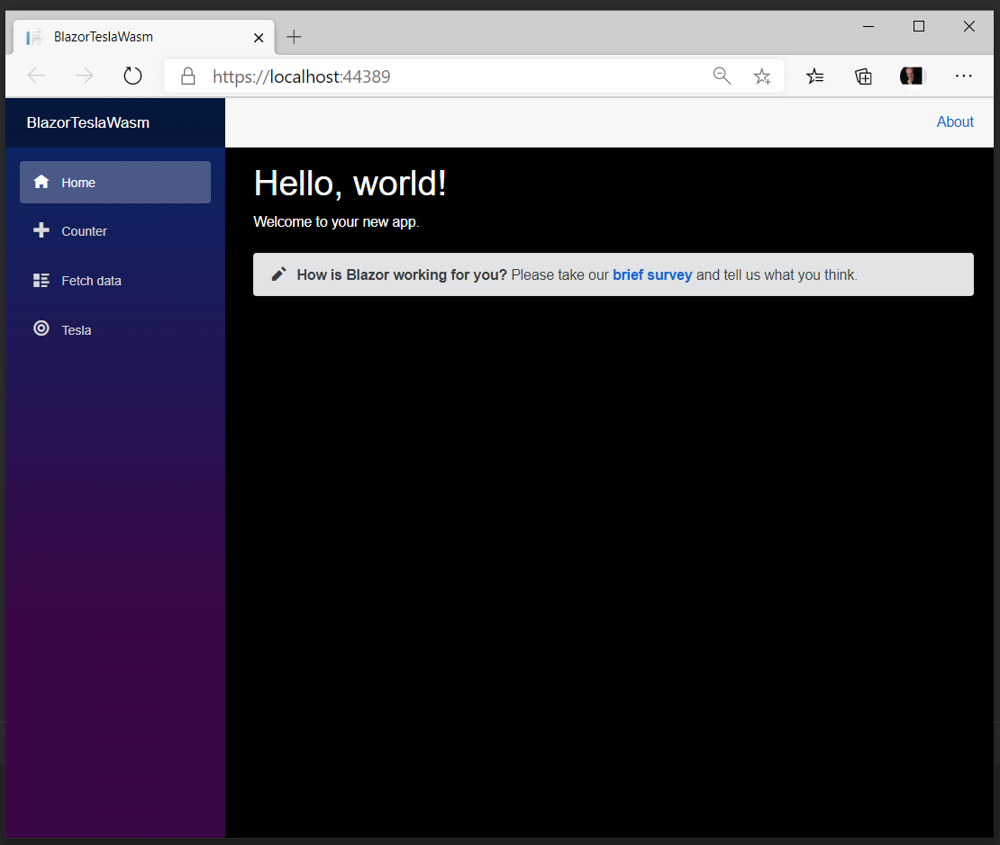 BlazorTeslaWasm
https://localhost:44389
BlazorTeslaWasm
About
Home
Counter
Fetch data
Tesla
Hello, world!
Welcome to your new app.
How is Blazor working for you? Please take our brief survey and tell us what you think.